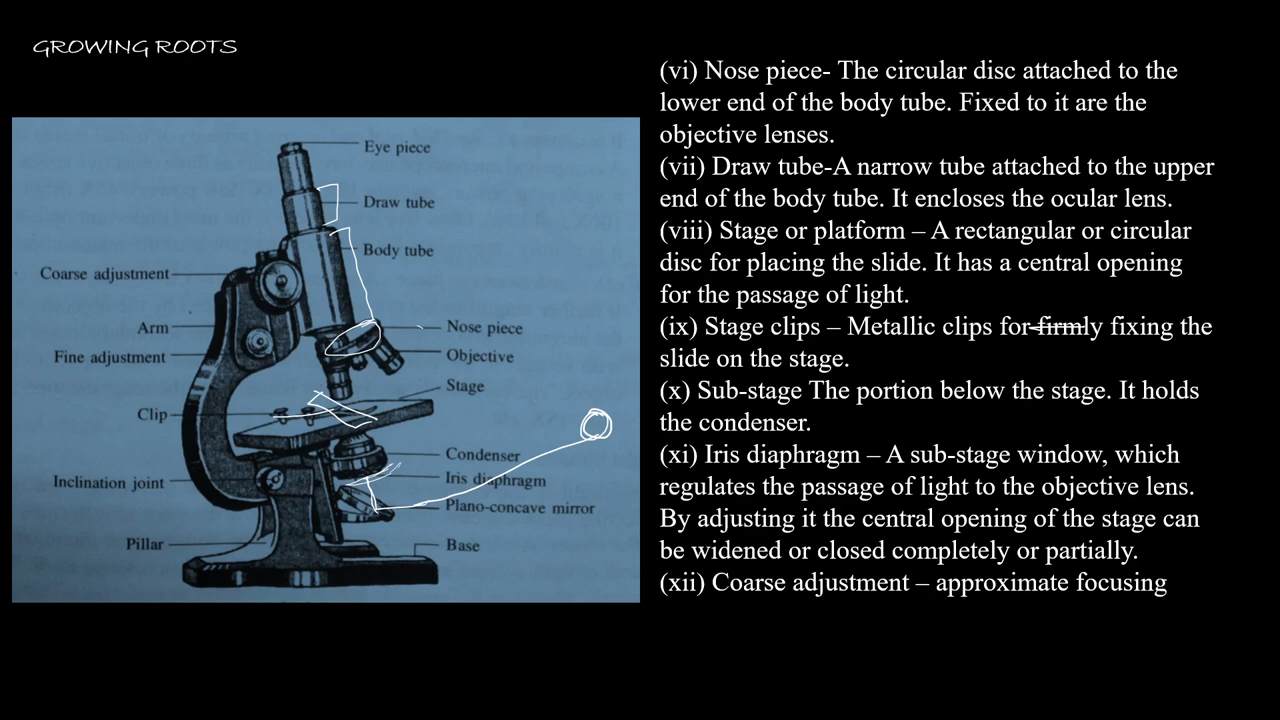 GROWING ROOTS
Eye piece
Draw tube
Body tube
Coarse adjustment
Arm
Nose piece
Fine adjustment
Objective
Stage
Clip
Condenser
Inclination joint
Iris diaphragm
Plano-concave mirror
Pillar
Base
(vi) Nose piece- The circular disc attached to the
lower end of the body tube. Fixed to it are the
objective lenses.
(vii) Draw tube-A narrow tube attached to the upper
end of the body tube. It encloses the ocular lens.
(viii) Stage or platform – A rectangular or circular
disc for placing the slide. It has a central opening
for the passage of light.
(ix) Stage clips – Metallic clips for firmly fixing the
slide on the stage.
(x) Sub-stage The portion below the stage. It holds
the condenser.
(xi) Iris diaphragm – A sub-stage window, which
regulates the passage of light to the objective lens.
By adjusting it the central opening of the stage can
be widened or closed completely or partially.
(xii) Coarse adjustment – approximate focusing